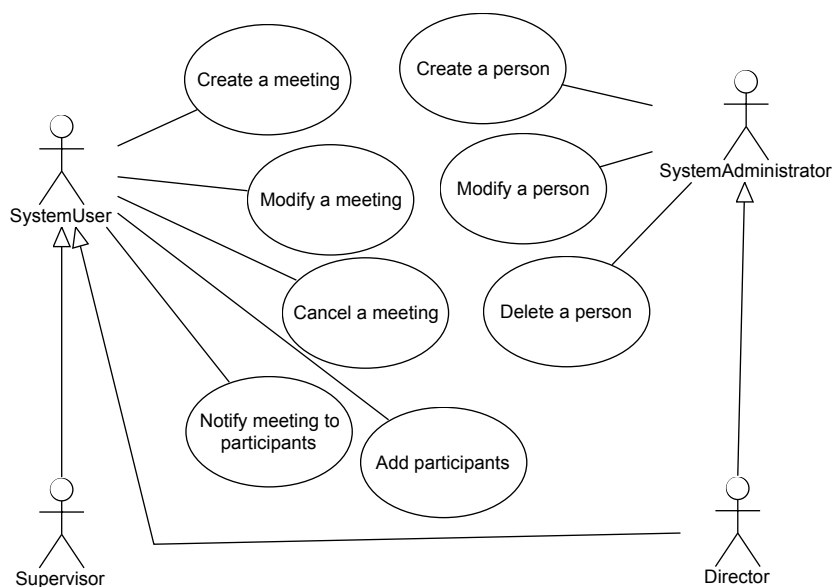 Create a meeting
Create a person
SystemUser
SystemAdministrator
Modify a meeting
Modify a person
Cancel a meeting
Delete a person
Notify meeting to
participants
Add participants
Supervisor
Director